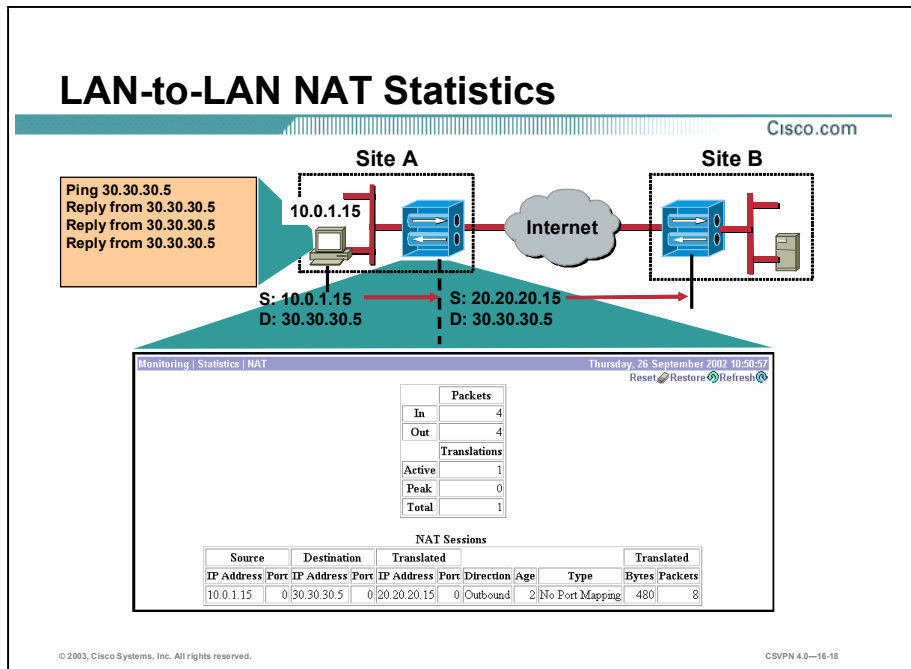 LAN-to-LAN NAT Statistics
Cisco.com
Site A
Site B
Ping 30.30.30.5
Reply from 30.30.30.5
Reply from 30.30.30.5
Reply from 30.30.30.5
10.0.1.15
Internet
S: 10.0.1.15
D: 30.30.30.5
S: 20.20.20.15
D: 30.30.30.5
Monitoring | Statistics | NAT
Thursday, 26 September 2002 10:50:57
Reset Restore Refresh
Packets
In 4
Out 4
Translations
Active 1
Peak 0
Total 1
NAT Sessions
Source Destination Translated Translated
IP Address Port IP Address Port IP Address Port Direction Age Type Bytes Packets
10.0.1.15 0 30.30.30.5 0 20.20.20.15 0 Outbound 2 No Port Mapping 480 8
© 2003, Cisco Systems, Inc. All rights reserved.
CSVPN 4.0—16-18